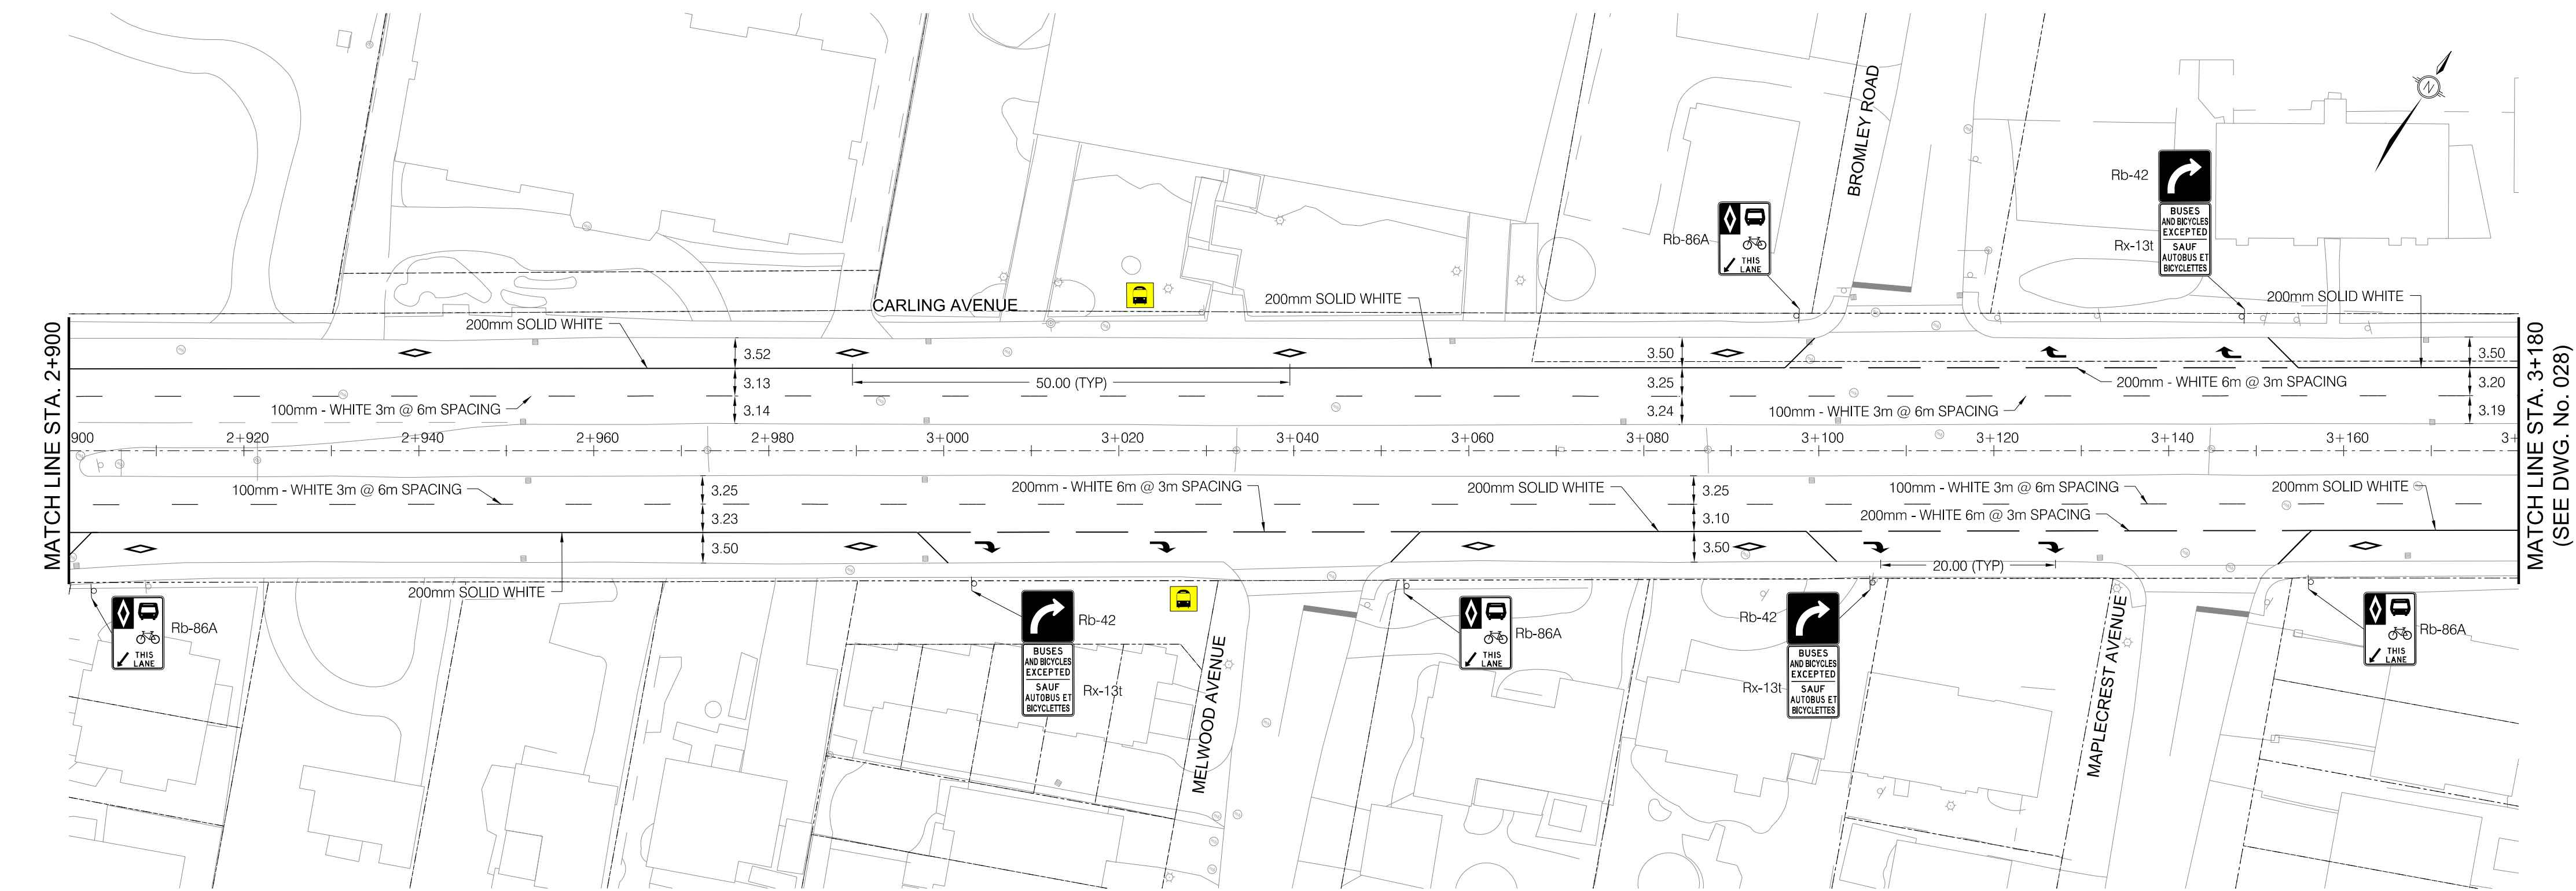 BROMLEY ROAD
N
Rb-42
BUSES
AND BICYCLES
EXCEPTED
SAUF
AUTOBUS ET
BICYCLETTES
Rx-13t
Rb-86A
THIS
LANE
CARLING AVENUE
200mm SOLID WHITE
200mm SOLID WHITE
200mm SOLID WHITE
MATCH LINE STA. 2+900
MATCH LINE STA. 3+180
(SEE DWG. No. 028)
3.52
3.50
3.50
3.13
50.00 (TYP)
3.25
200mm - WHITE 6m @ 3m SPACING
3.20
100mm - WHITE 3m @ 6m SPACING
3.14
3.24
100mm - WHITE 3m @ 6m SPACING
3.19
900
2+920
2+940
2+960
2+980
3+000
3+020
3+040
3+060
3+080
3+100
3+120
3+140
3+160
3+1
100mm - WHITE 3m @ 6m SPACING
3.25
200mm - WHITE 6m @ 3m SPACING
200mm SOLID WHITE
3.25
100mm - WHITE 3m @ 6m SPACING
200mm SOLID WHITE
3.23
3.10
200mm - WHITE 6m @ 3m SPACING
3.50
3.50
20.00 (TYP)
200mm SOLID WHITE
Rb-86A
THIS
LANE
Rb-42
BUSES
AND BICYCLES
EXCEPTED
SAUF
AUTOBUS ET
BICYCLETTES
Rx-13t
MELWOOD AVENUE
Rb-86A
THIS
LANE
Rb-42
BUSES
AND BICYCLES
EXCEPTED
SAUF
AUTOBUS ET
BICYCLETTES
Rx-13t
MAPLECREST AVENUE
Rb-86A
THIS
LANE